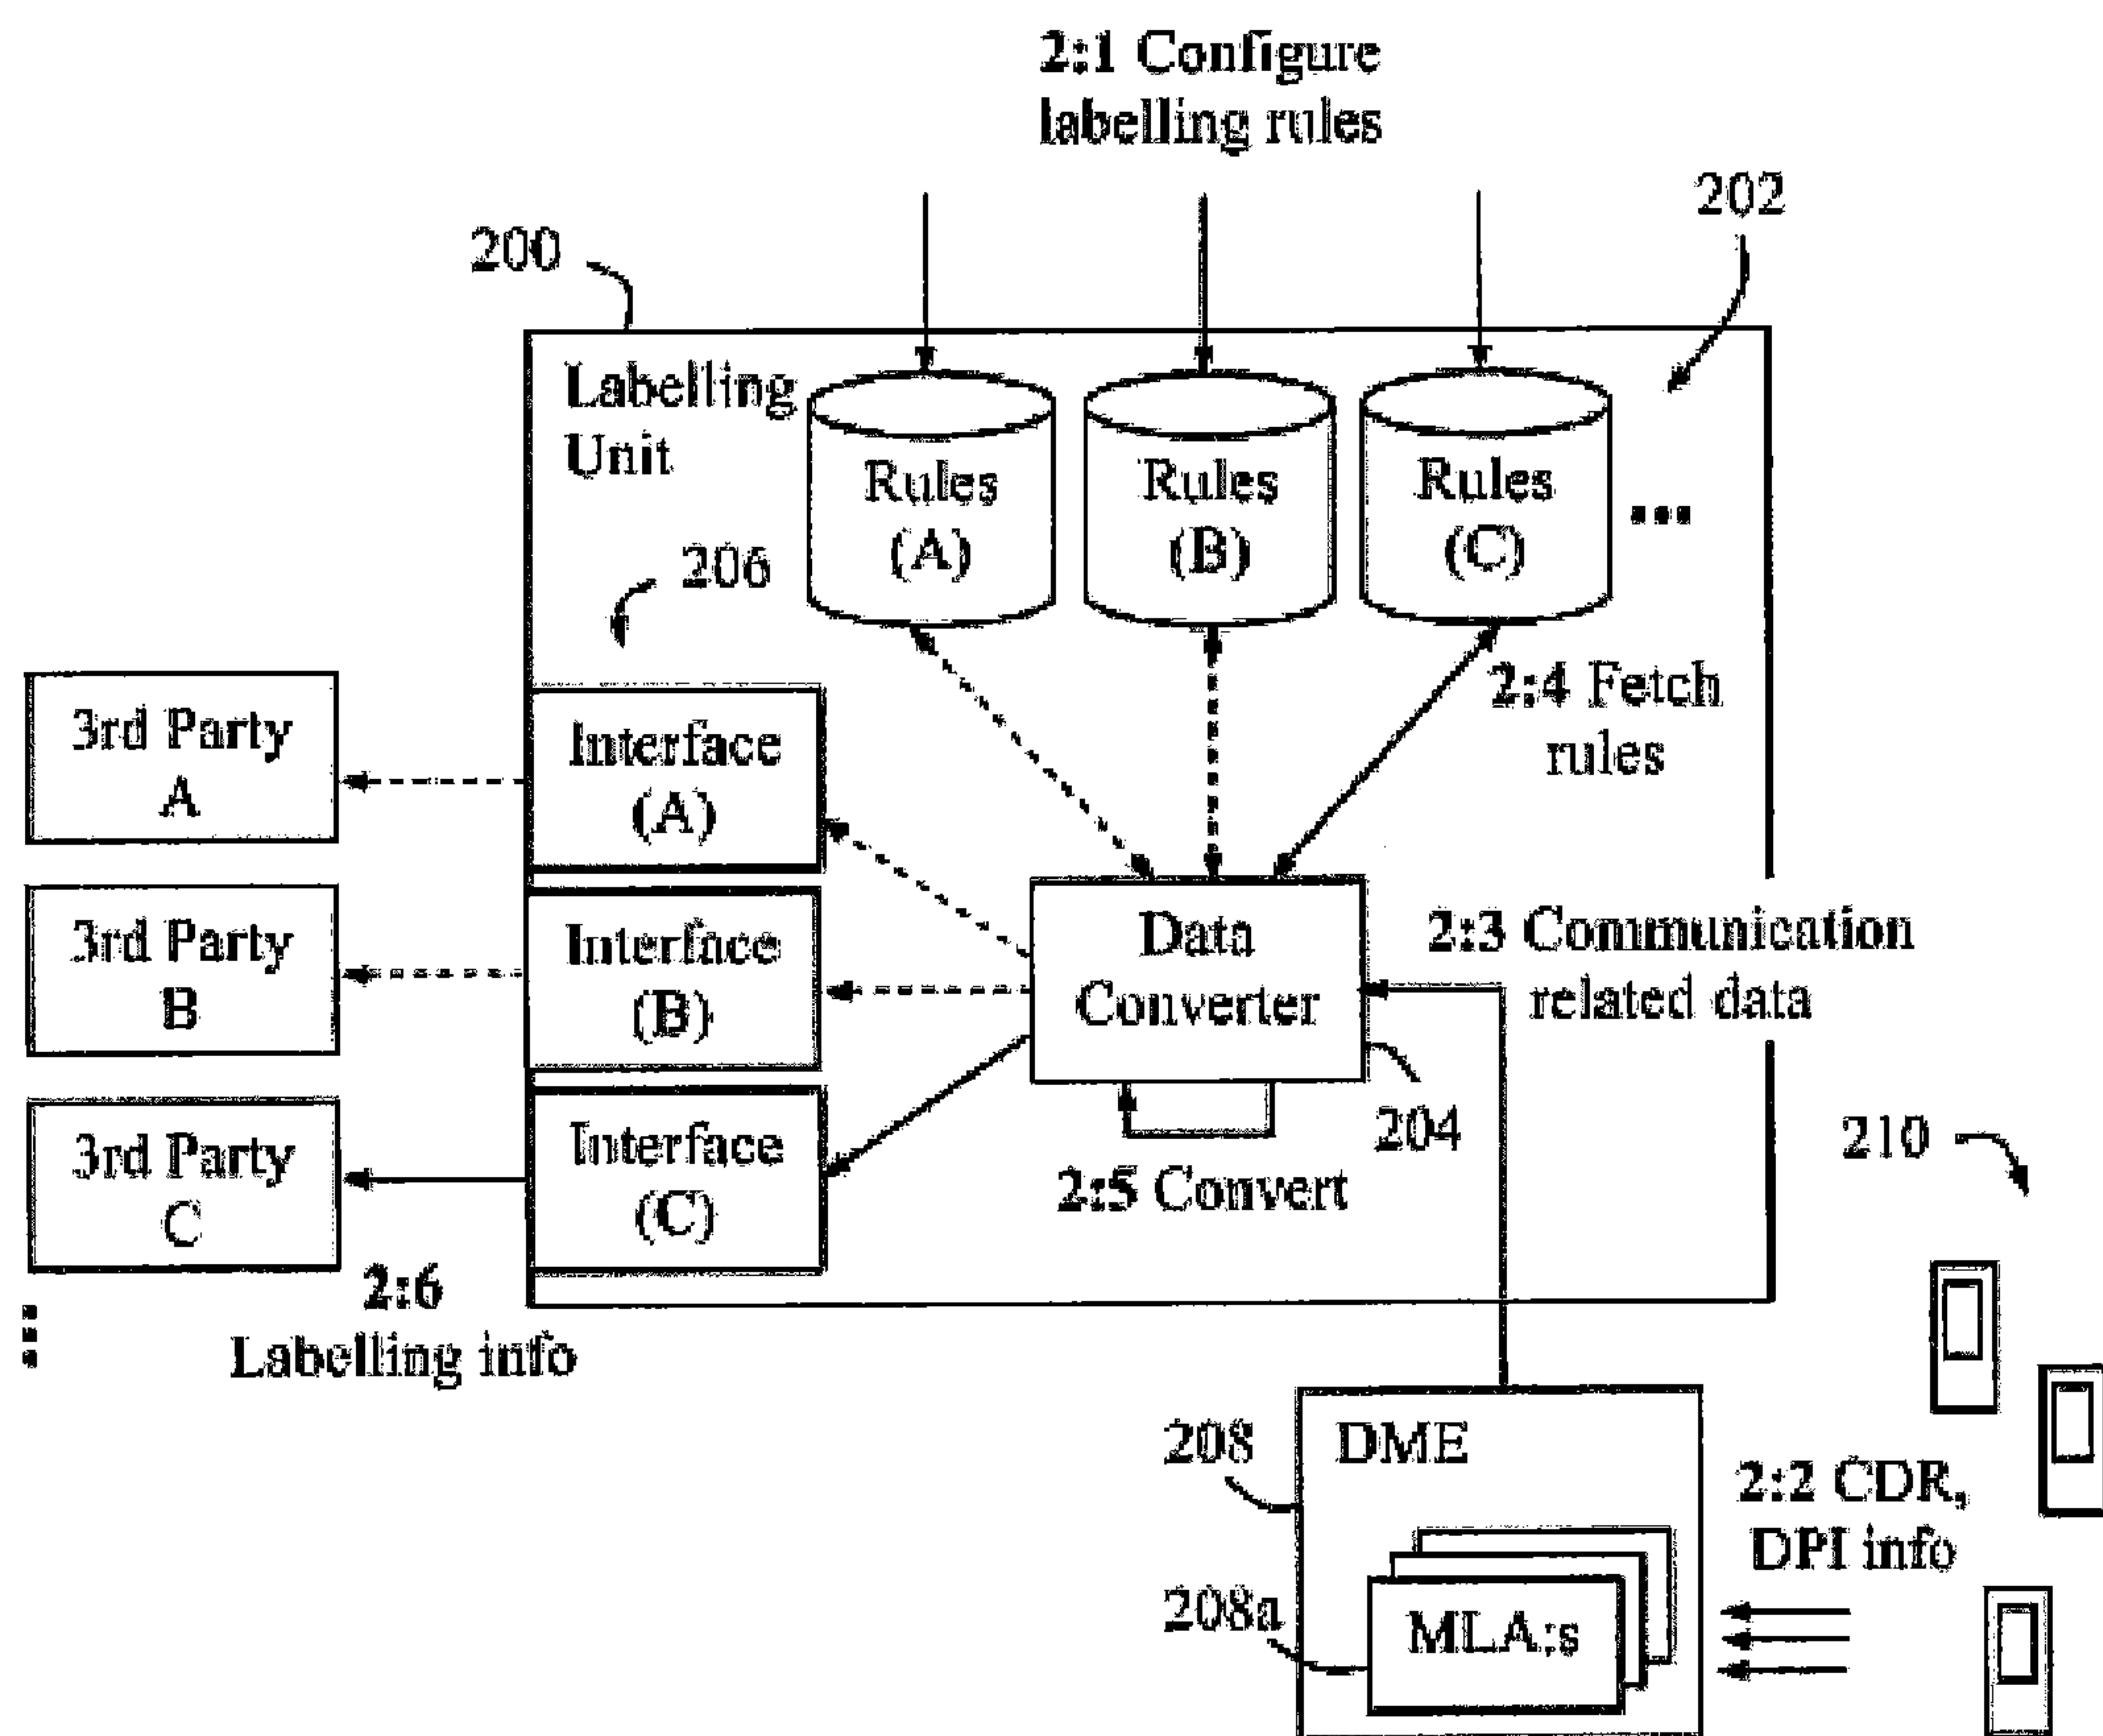 2:1 Configure
labelling rules
202
200
Labelling
Unit
Rules
(A)
Rules
(B)
Rules
(C)
...
206
2:4 Fetch
rules
3rd Party
A
Interface
(A)
3rd Party
B
Interface
(B)
Data
Converter
2:3 Communication
related data
204
210
3rd Party
C
Interface
(C)
2:5 Convert
2:6
Labelling info
208
DME
2:2 CDR,
DPI info
208a
MLA:s